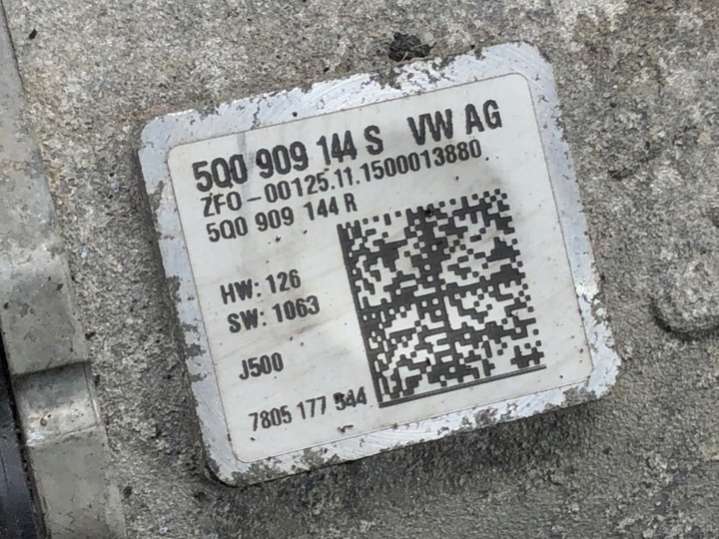 5Q0 909 144 S VW AG
ZFO-00125.11.1500013880
5Q0 909 144 R
HW: 126
SW: 1063
J500
7805 177 544